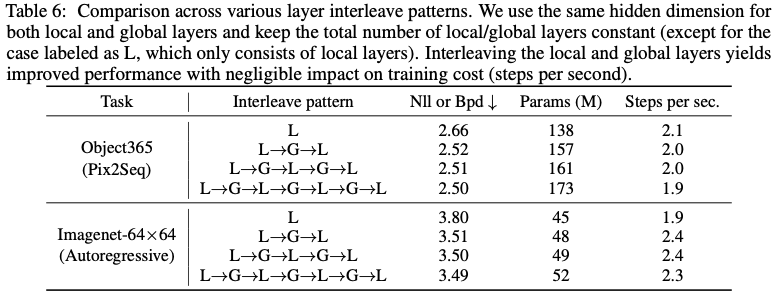 Table 6: Comparison across various layer interleave patterns. We use the same hidden dimension for
both local and global layers and keep the total number of local/global layers constant (except for the
case labeled as L, which only consists of local layers). Interleaving the local and global layers yields
improved performance with negligible impact on training cost (steps per second).
Task Interleave pattern Nll or Bpd ↓ Params (M) Steps per sec.
L 2.66 138 2.1
Object365 L→G→L 2.52 157 2.0
(Pix2Seq) L→G→L→G→L 2.51 161 2.0
L→G→L→G→L→G→L 2.50 173 1.9
L 3.80 45 1.9
Imagenet-64×64 L→G→L 3.51 48 2.4
(Autoregressive) L→G→L→G→L 3.50 49 2.4
L→G→L→G→L→G→L 3.49 52 2.3